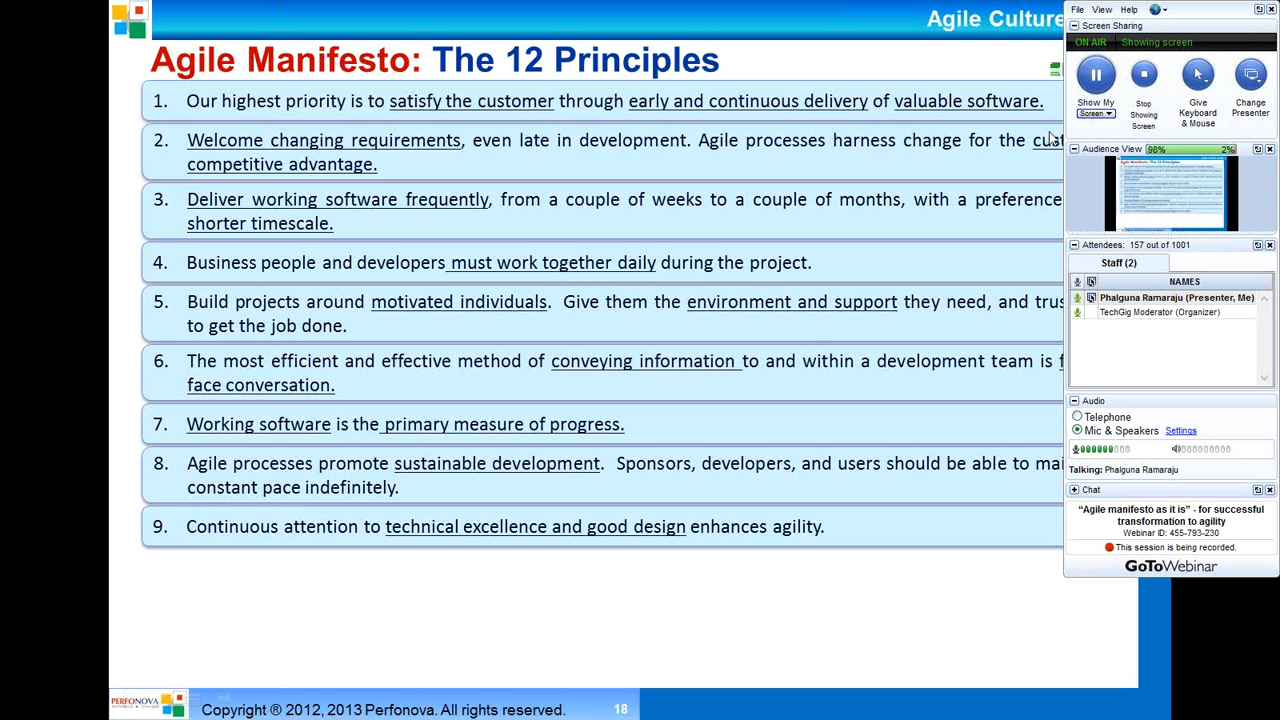 Agile Culture
Agile Manifesto: The 12 Principles
1. Our highest priority is to satisfy the customer through early and continuous delivery of valuable software.
2. Welcome changing requirements, even late in development. Agile processes harness change for the
competitive advantage.
3. Deliver working software frequently, from a couple of weeks to a couple of months, with a preference
shorter timescale.
4. Business people and developers must work together daily during the project.
5. Build projects around motivated individuals. Give them the environment and support they need, and trus
to get the job done.
6. The most efficient and effective method of conveying information to and within a development team is
face conversation.
7. Working software is the primary measure of progress.
8. Agile processes promote sustainable development. Sponsors, developers, and users should be able to mai
constant pace indefinitely.
9. Continuous attention to technical excellence and good design enhances agility.
PERFONOVA
Copyright ® 2012, 2013 Perfonova. All rights reserved.
18
File View Help
Screen Sharing
ON AIR Showing screen
Show My
Screen
Stop
Showing
Screen
Give
Keyboard
& Mouse
Change
Presenter
Audience View 98% 2%
Attendees: 157 out of 1001
Staff (2)
NAMES
Phalguna Ramaraju (Presenter, Me)
TechGig Moderator (Organizer)
Audio
Telephone
Mic & Speakers Settings
Talking: Phalguna Ramaraju
Chat
“Agile manifesto as it is” - for successful
transformation to agility
Webinar ID: 455-793-230
This session is being recorded.
GoToWebinar